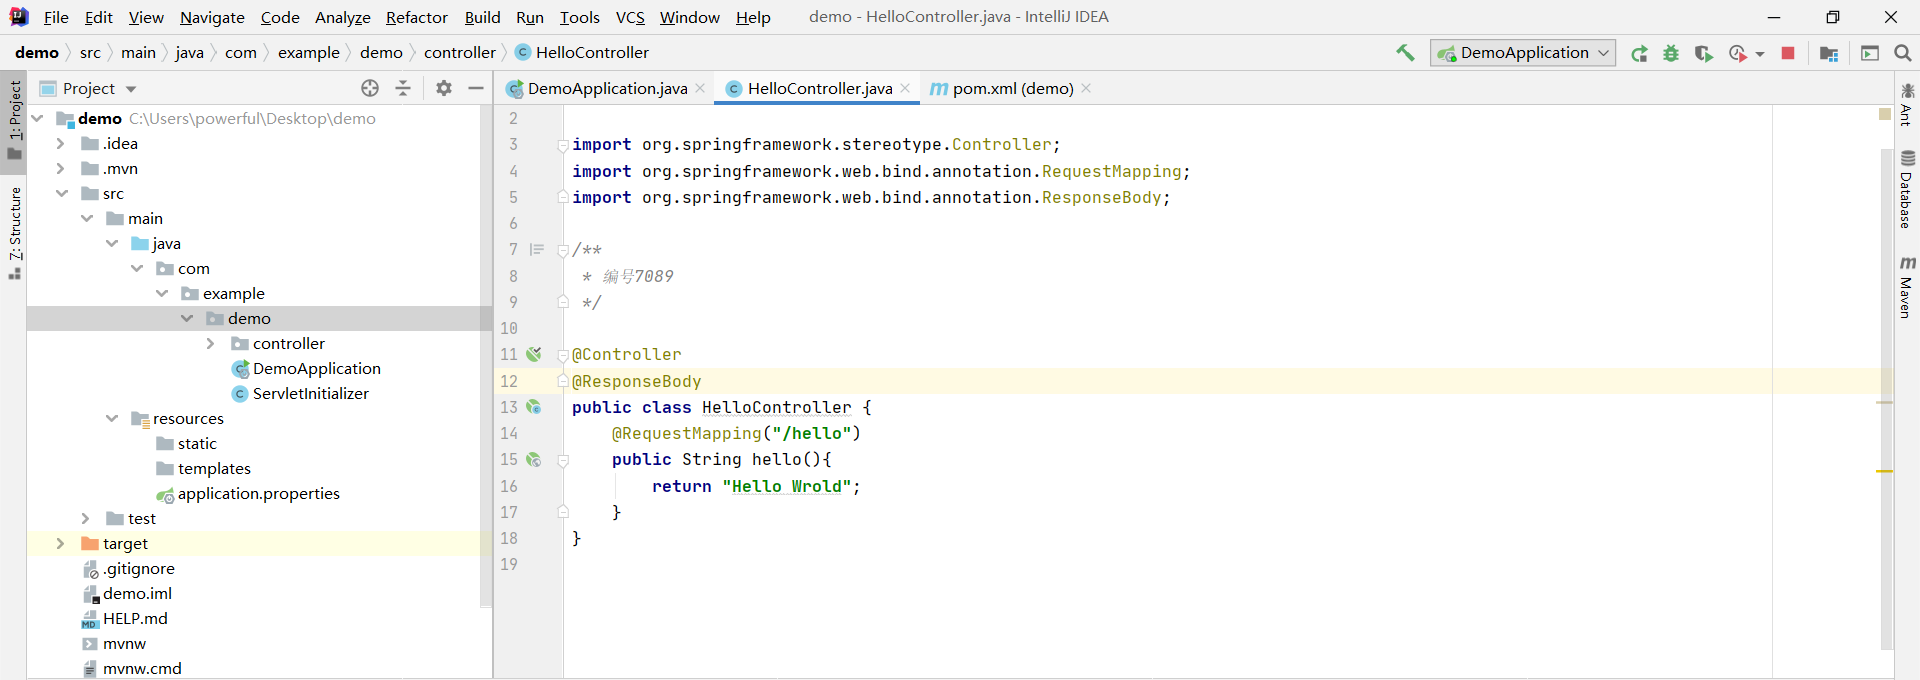 File Edit View Navigate Code Analyze Refactor Build Run Tools VCS Window Help demo - HelloController.java - IntelliJ IDEA
demo src main java com example demo controller HelloController DemoApplication
1: Project
7: Structure
Project
demo C:\Users\powerful\Desktop\demo
.idea
.mvn
src
main
java
com
example
demo
controller
DemoApplication
ServletInitializer
resources
static
templates
application.properties
test
target
.gitignore
demo.iml
HELP.md
mvnw
mvnw.cmd
DemoApplication.java HelloController.java pom.xml (demo)
2
3 import org.springframework.stereotype.Controller;
4 import org.springframework.web.bind.annotation.RequestMapping;
5 import org.springframework.web.bind.annotation.ResponseBody;
6
7 /**
8 * 编号7089
9 */
10
11 @Controller
12 @ResponseBody
13 public class HelloController {
14 @RequestMapping("/hello")
15 public String hello(){
16 return "Hello Wrold";
17 }
18 }
19
Ant
Database
Maven